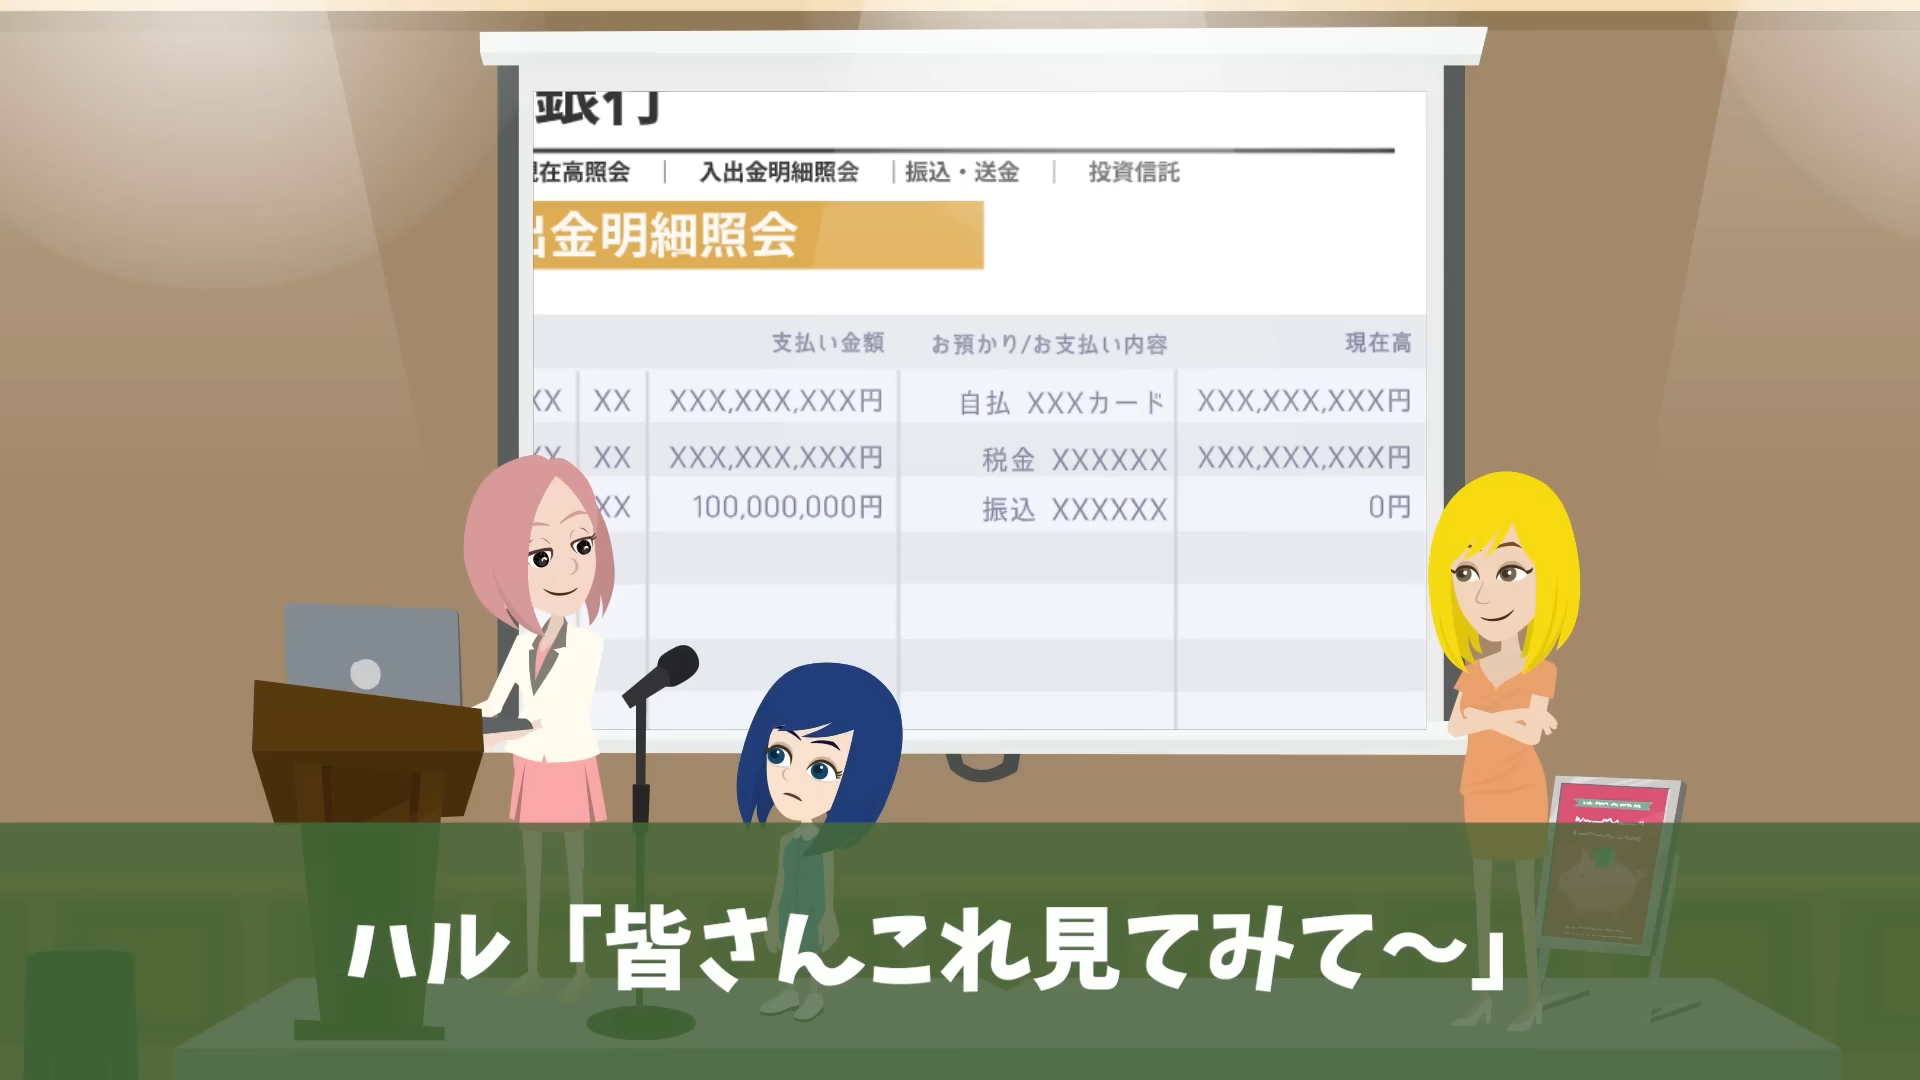 銀行
在高照会 | 入出金明細照会 | 振込・送金 | 投資信託
出金明細照会
支払い金額 お預かり/お支払い内容 現在高
XX XX XXX,XXX,XXX円 自払 XXXカード XXX,XXX,XXX円
XX XX XXX,XXX,XXX円 税金 XXXXXX XXX,XXX,XXX円
XX 100,000,000円 振込 XXXXXX 0円
ハル「皆さんこれ見てみて～」